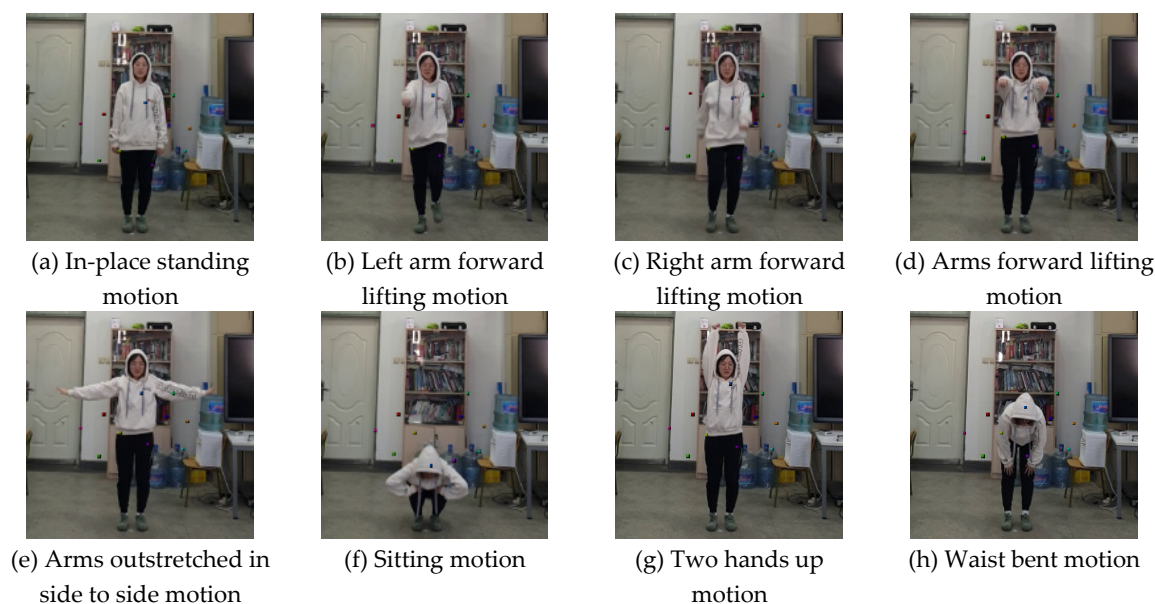 (a) In-place standing
motion
(b) Left arm forward
lifting motion
(c) Right arm forward
lifting motion
(d) Arms forward lifting
motion
(e) Arms outstretched in
side to side motion
(f) Sitting motion
(g) Two hands up
motion
(h) Waist bent motion